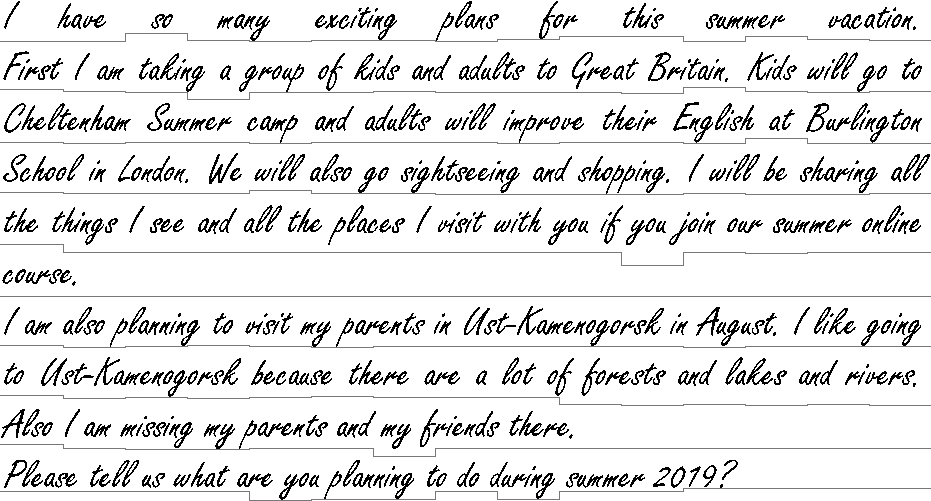 I have so many exciting plans for this summer vacation.
First I am taking a group of kids and adults to Great Britain. Kids will go to
Cheltenham Summer camp and adults will improve their English at Burlington
School in London. We will also go sightseeing and shopping. I will be sharing all
the things I see and all the places I visit with you if you join our summer online
course.
I am also planning to visit my parents in Ust-Kamenogorsk in August. I like going
to Ust-Kamenogorsk because there are a lot of forests and lakes and rivers.
Also I am missing my parents and my friends there.
Please tell us what are you planning to do during summer 2019?